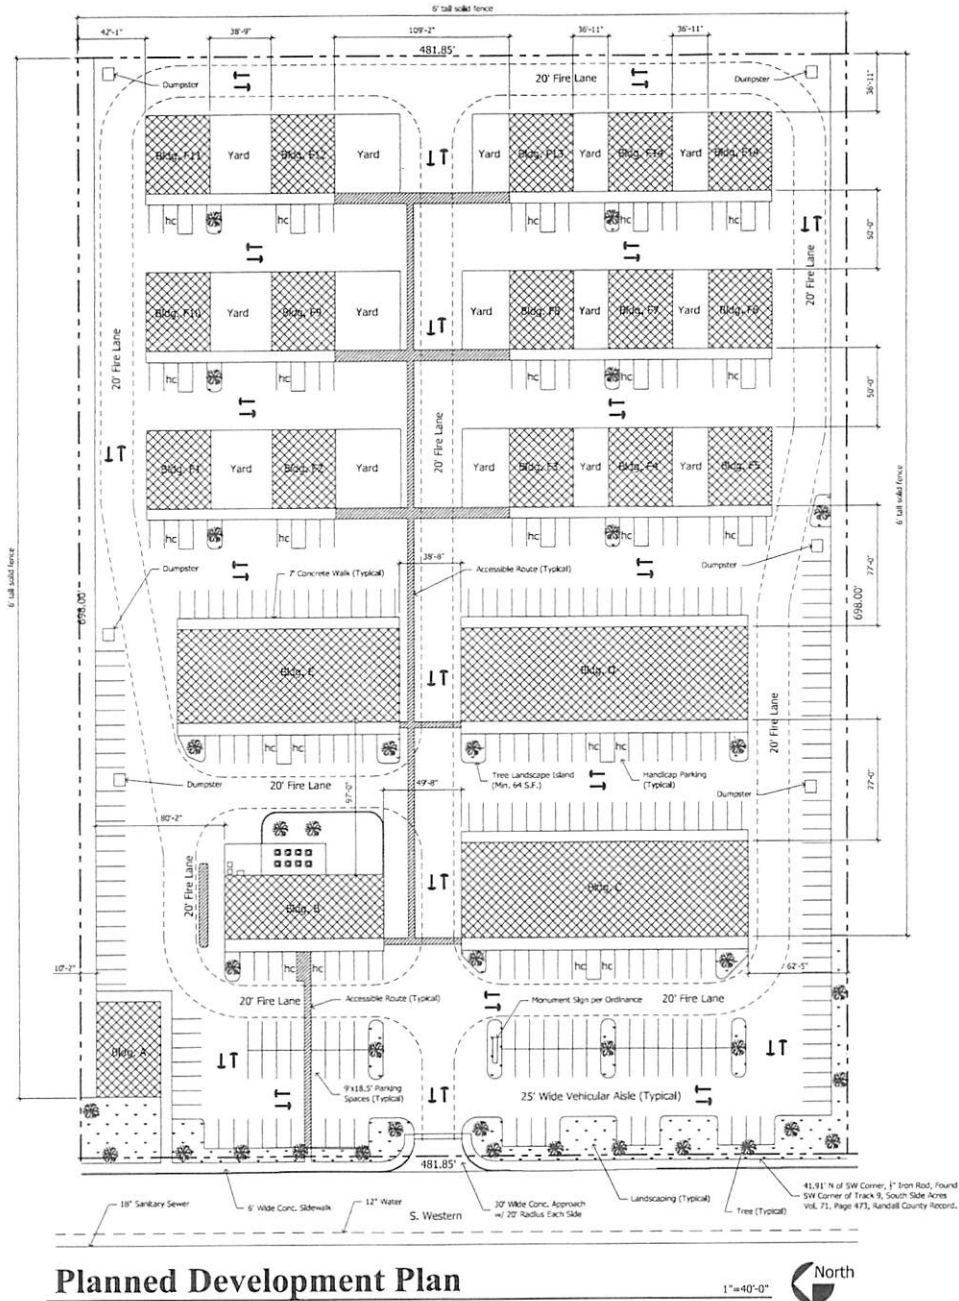 6' tall solid fence
42'-1"
38'-9"
109'-2"
36'-11"
36'-11"
481.85'
20' Fire Lane
Dumpster
Dumpster
36'-11"
Bldg. F11
Yard
Bldg. F12
Yard
Yard
Bldg. F13
Yard
Bldg. F14
Yard
Bldg. F14
hc
hc
hc
hc
hc
50'-0"
20' Fire Lane
Bldg. F10
Yard
Bldg. F9
Yard
Yard
Bldg. F8
Yard
Bldg. F7
Yard
Bldg. F6
20' Fire Lane
hc
hc
hc
hc
hc
50'-0"
20' Fire Lane
Bldg. F1
Yard
Bldg. F2
Yard
Yard
Bldg. F3
Yard
Bldg. F4
Yard
Bldg. F5
6' tall solid fence
hc
hc
hc
hc
hc
6' tall solid fence
38'-8"
Dumpster
7' Concrete Walk (Typical)
Accessible Route (Typical)
Dumpster
77'-0"
698.00'
698.00'
Bldg. E
Bldg. D
20' Fire Lane
hc
hc
hc
hc
Dumpster
20' Fire Lane
97'-0"
49'-8"
Tree Landscape Island
(Min. 64 S.F.)
Handicap Parking
(Typical)
Dumpster
77'-0"
80'-2"
20' Fire Lane
Bldg. B
Bldg. C
10'-2"
hc
hc
hc
hc
62'-5"
20' Fire Lane
Accessible Route (Typical)
Monument Sign per Ordinance
20' Fire Lane
Bldg. A
9'x18.5' Parking
Spaces (Typical)
25' Wide Vehicular Aisle (Typical)
481.85'
18" Sanitary Sewer
6' Wide Conc. Sidewalk
12" Water
S. Western
30' Wide Conc. Approach
w/ 20' Radius Each Side
Landscaping (Typical)
Tree (Typical)
41.91' N of SW Corner, ½" Iron Rod, Found
SW Corner of Track 9, South Side Acres
Vol. 71, Page 473, Randall County Record.
Planned Development Plan
1"=40'-0"
North